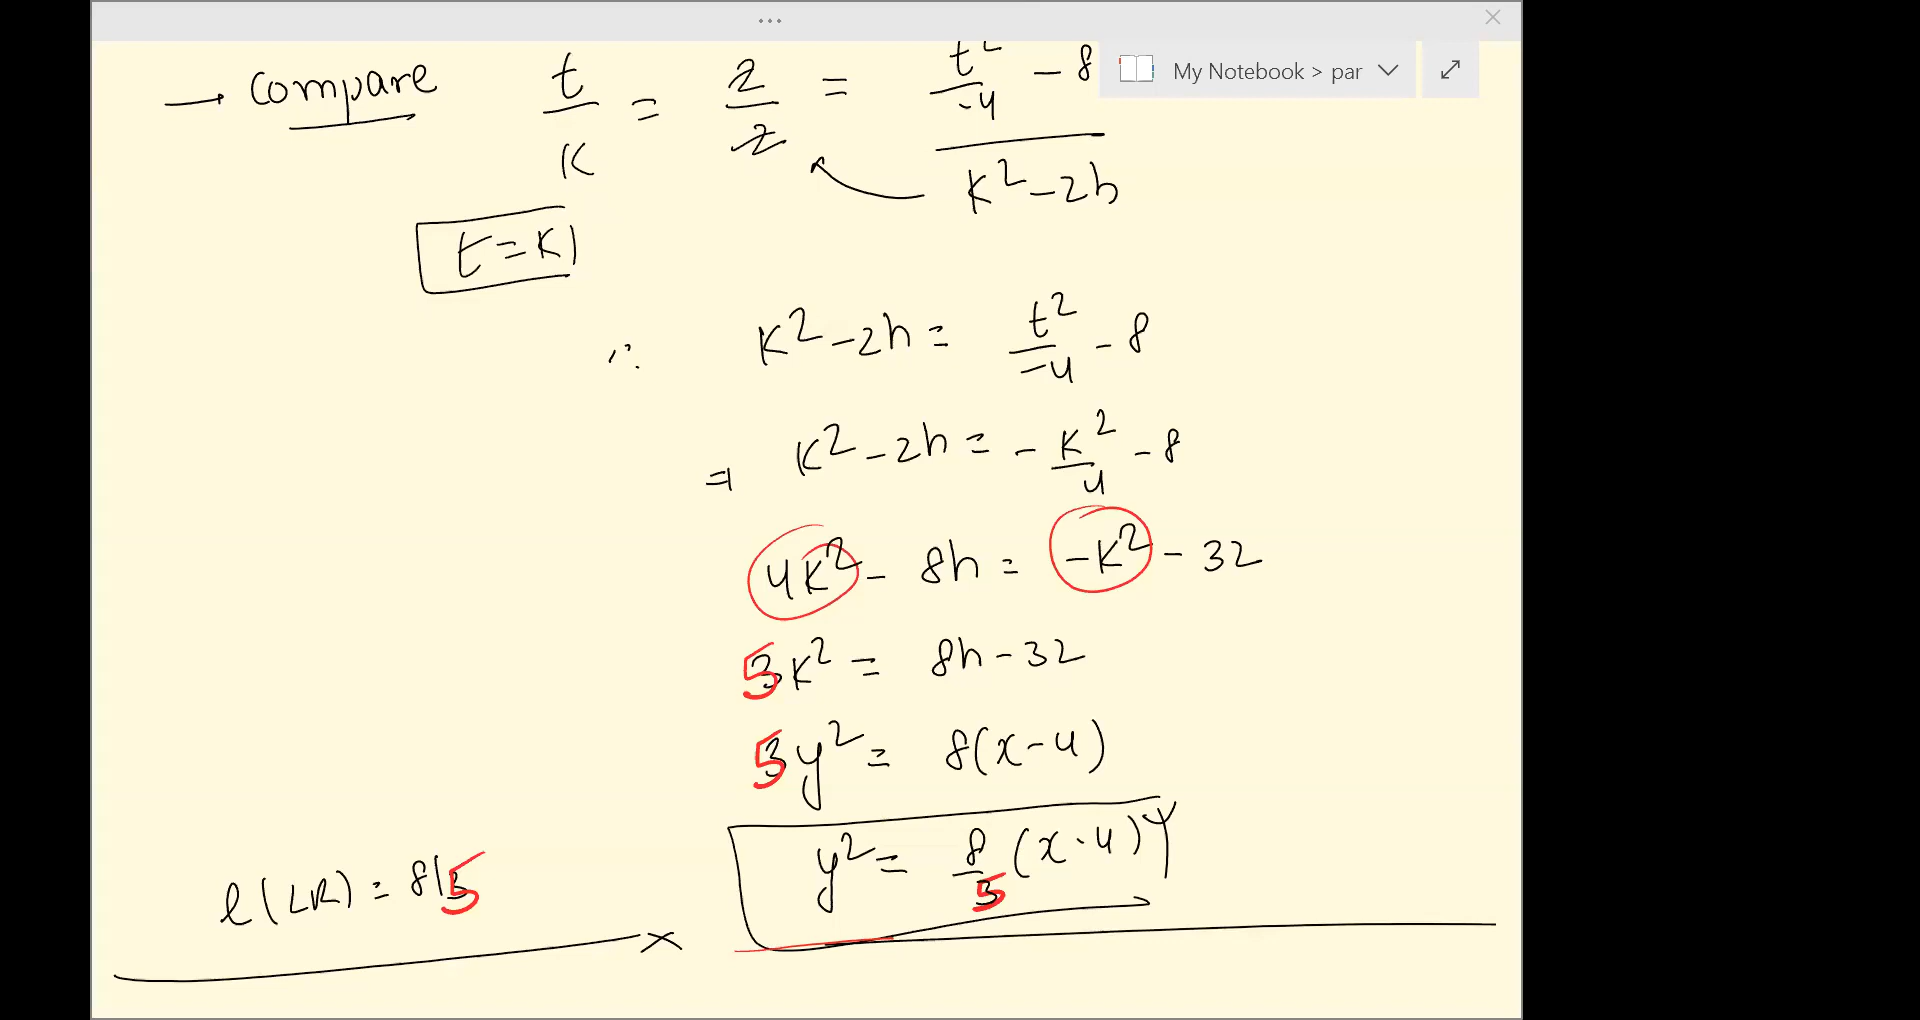 ...
My Notebook > par
→ Compare t/K = 2/2 = (t²/-4 - 8)/(K² - 2h)
t = K
∴ K² - 2h = t²/-4 - 8
⇒ K² - 2h = - K²/4 - 8
4K² - 8h = -K² - 32
5K² = 8h - 32
5y² = 8(x - 4)
y² = 8/5 (x - 4)
l(LR) = 8/5